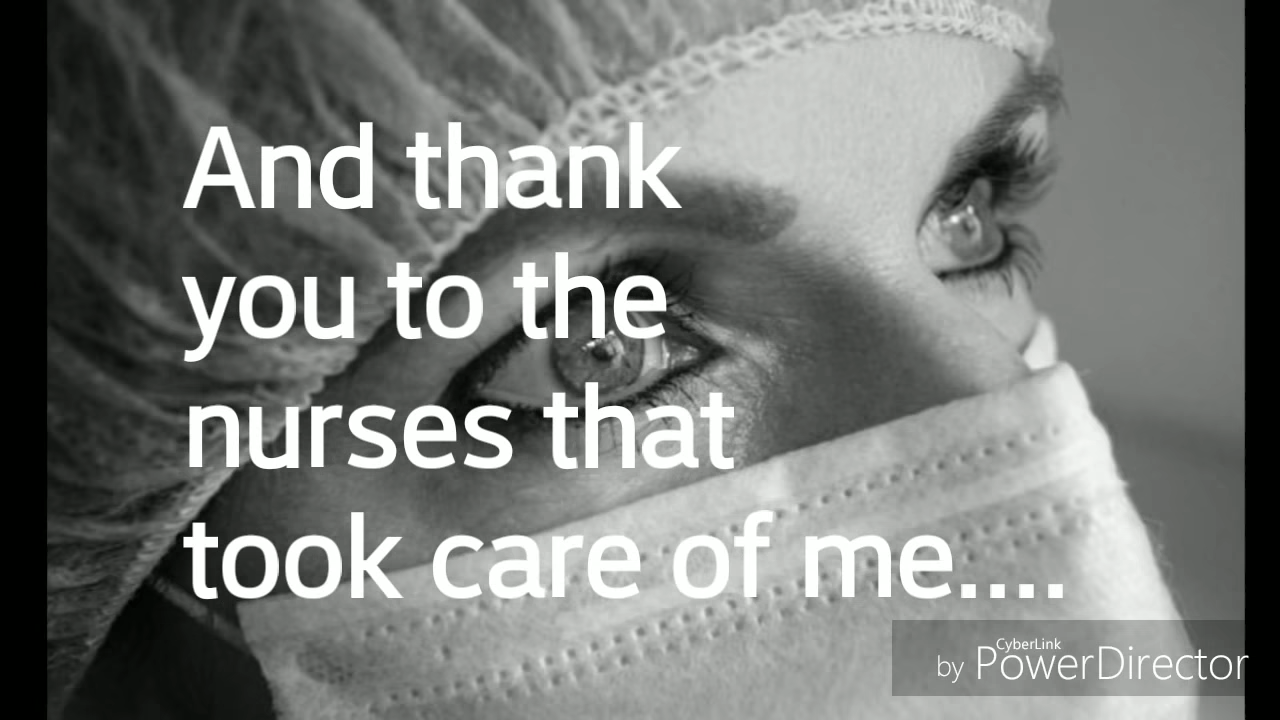 And thank
you to the
nurses that
took care of me....
CyberLink
by PowerDirector